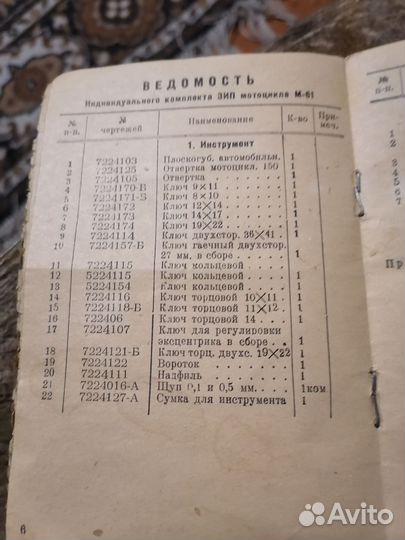 ВЕДОМОСТЬ
Индивидуального комплекта ЗИП мотоцикла М-61
№ п-п. № чертежей Наименование К-во Примеч.
1. Инструмент
1 7224103 Плоскогуб. автомобильн. 1
2 7224125 Отвертка мотоцикл. 150 1
3 7224105 Отвертка . . . . . . 1
4 7224170-Б Ключ 9×11 . . . . . 1
5 7224171-Б Ключ 8×10 . . . . . 1
6 7224172 Ключ 12×14 . . . . . 1
7 7224173 Ключ 14×17 . . . . . 1
8 7224174 Ключ 19×22 . . . . . 1
9 7224114 Ключ двухстор. 36×41 . 1
10 7224157-Б Ключ гаечный двухстор.
27 мм. в сборе . . . . 1
11 7224115 Ключ кольцевой . . . . 1
12 5224115 Ключ кольцевой . . . . 1
13 5224154 Ключ кольцевой . . . . 1
14 7224116 Ключ торцовой 10×11 . 1
15 7224118-Б Ключ торцовой 11×12 . 1
16 722406 Ключ торцовой 14 . . . 1
17 7224107 Ключ для регулировки
эксцентрика в сборе . . 1
18 7224121-Б Ключ торц. двухс. 19×22 1
19 7224122 Вороток . . . . . . 1
20 7224111 Надфиль . . . . . . 1
21 7224016-А Щуп 0,1 и 0,5 мм. . . 1ком
22 7224127-А Сумка для инструмента 1
6
№ п-п.
1
2
3
4
5
6
7
Пр
Avito